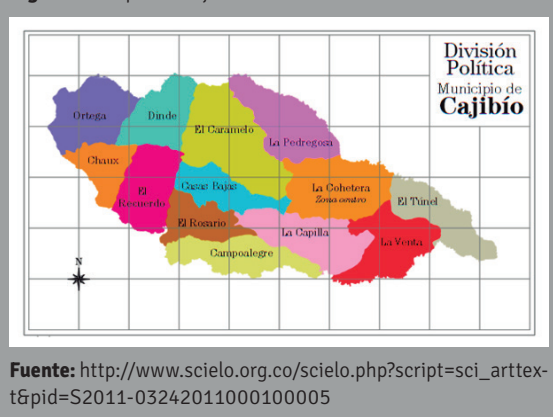 División
Política
Municipio de
Cajibío
Ortega
Dinde
El Caramelo
La Pedregosa
Chaux
El
Recuerdo
Casas Bajas
La Cohetera
Zona centro
El Túnel
El Rosario
La Capilla
La Venta
Campoalegre
N
Fuente: http://www.scielo.org.co/scielo.php?script=sci_arttex-
t&pid=S2011-03242011000100005